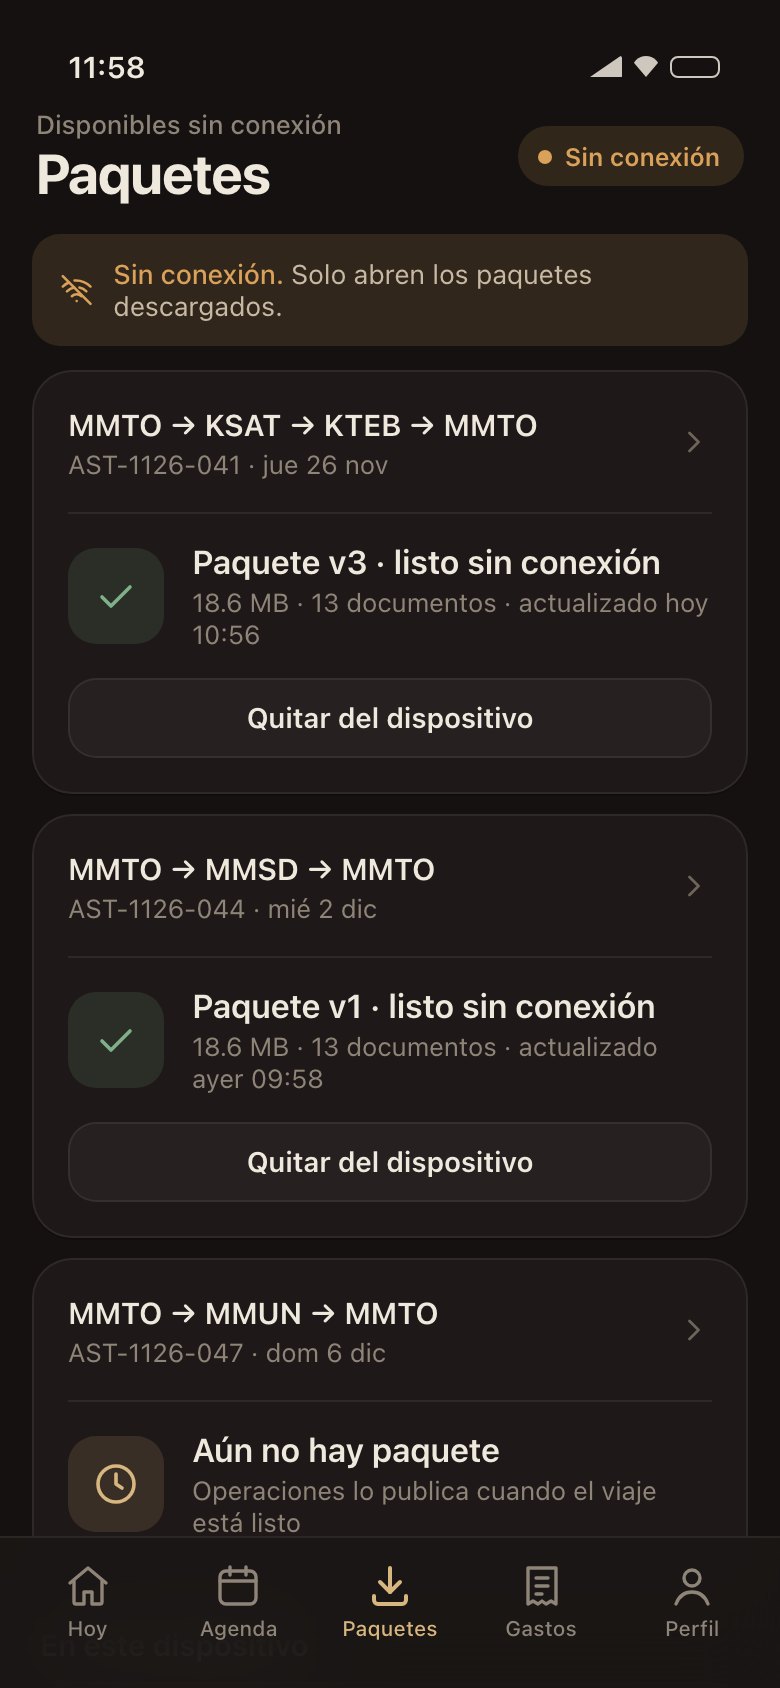 11:58
Disponibles sin conexión
Paquetes
Sin conexión
Sin conexión. Solo abren los paquetes
descargados.
MMTO → KSAT → KTEB → MMTO
AST-1126-041 · jue 26 nov
Paquete v3 · listo sin conexión
18.6 MB · 13 documentos · actualizado hoy
10:56
Quitar del dispositivo
MMTO → MMSD → MMTO
AST-1126-044 · mié 2 dic
Paquete v1 · listo sin conexión
18.6 MB · 13 documentos · actualizado
ayer 09:58
Quitar del dispositivo
MMTO → MMUN → MMTO
AST-1126-047 · dom 6 dic
Aún no hay paquete
Operaciones lo publica cuando el viaje
está listo
Hoy
Agenda
Paquetes
Gastos
Perfil
En este dispositivo